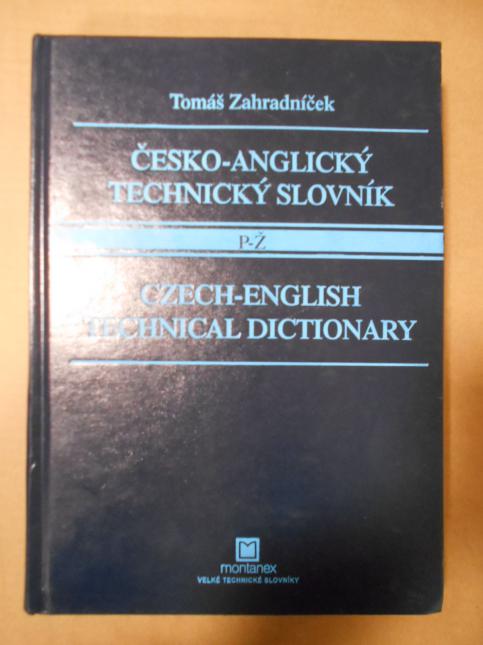 Tomáš Zahradníček
ČESKO-ANGLICKÝ
TECHNICKÝ SLOVNÍK
P-Ž
CZECH-ENGLISH
TECHNICAL DICTIONARY
montanex
VELKÉ TECHNICKÉ SLOVNÍKY